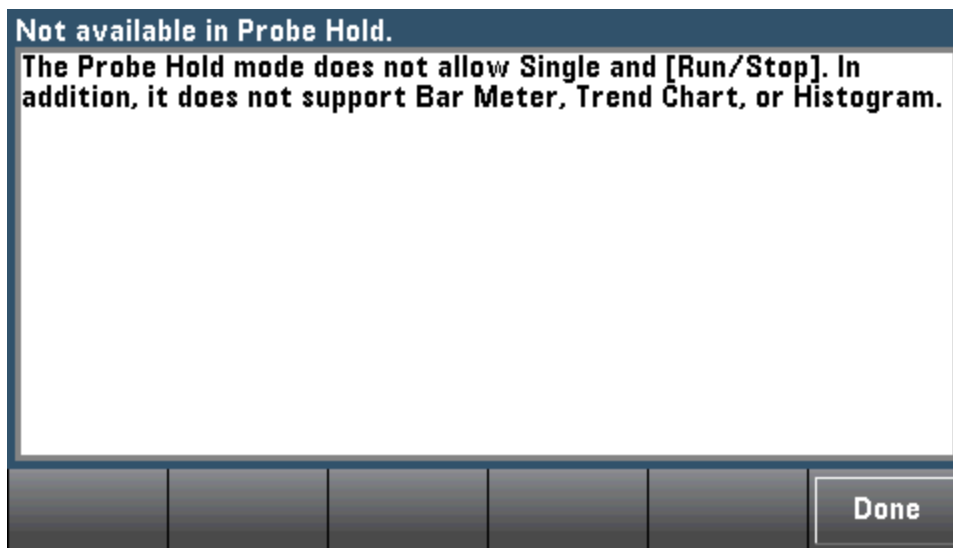 Not available in Probe Hold.
The Probe Hold mode does not allow Single and [Run/Stop]. In
addition, it does not support Bar Meter, Trend Chart, or Histogram.
Done